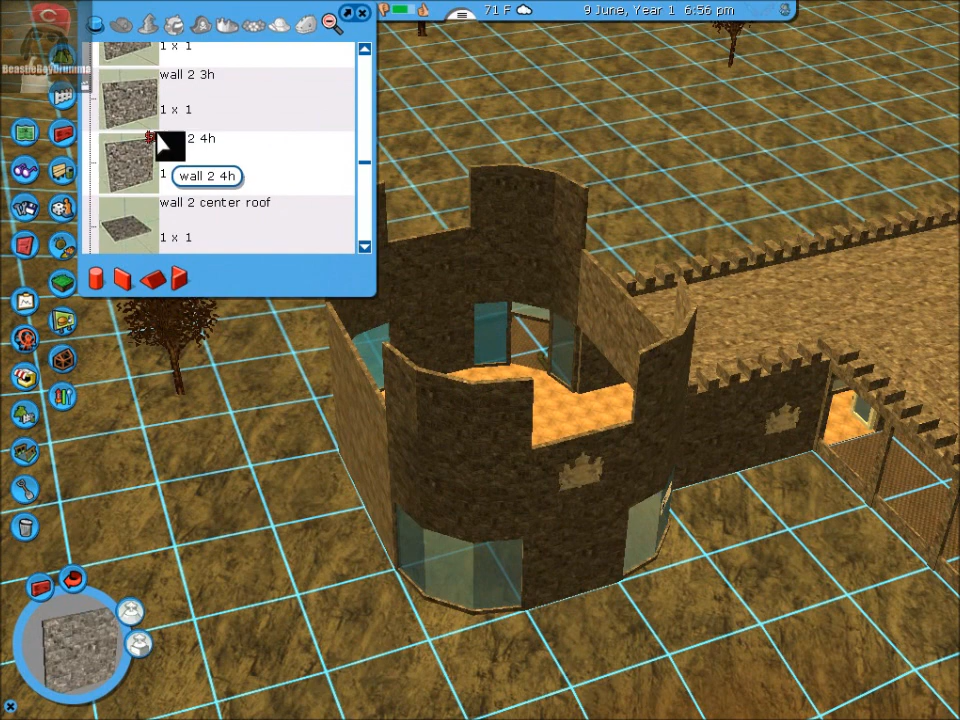 71 F
9 June, Year 1 6:56 pm
BeastieBoyDrumma
1 x 1
wall 2 3h
1 x 1
2 4h
1
wall 2 4h
wall 2 center roof
1 x 1